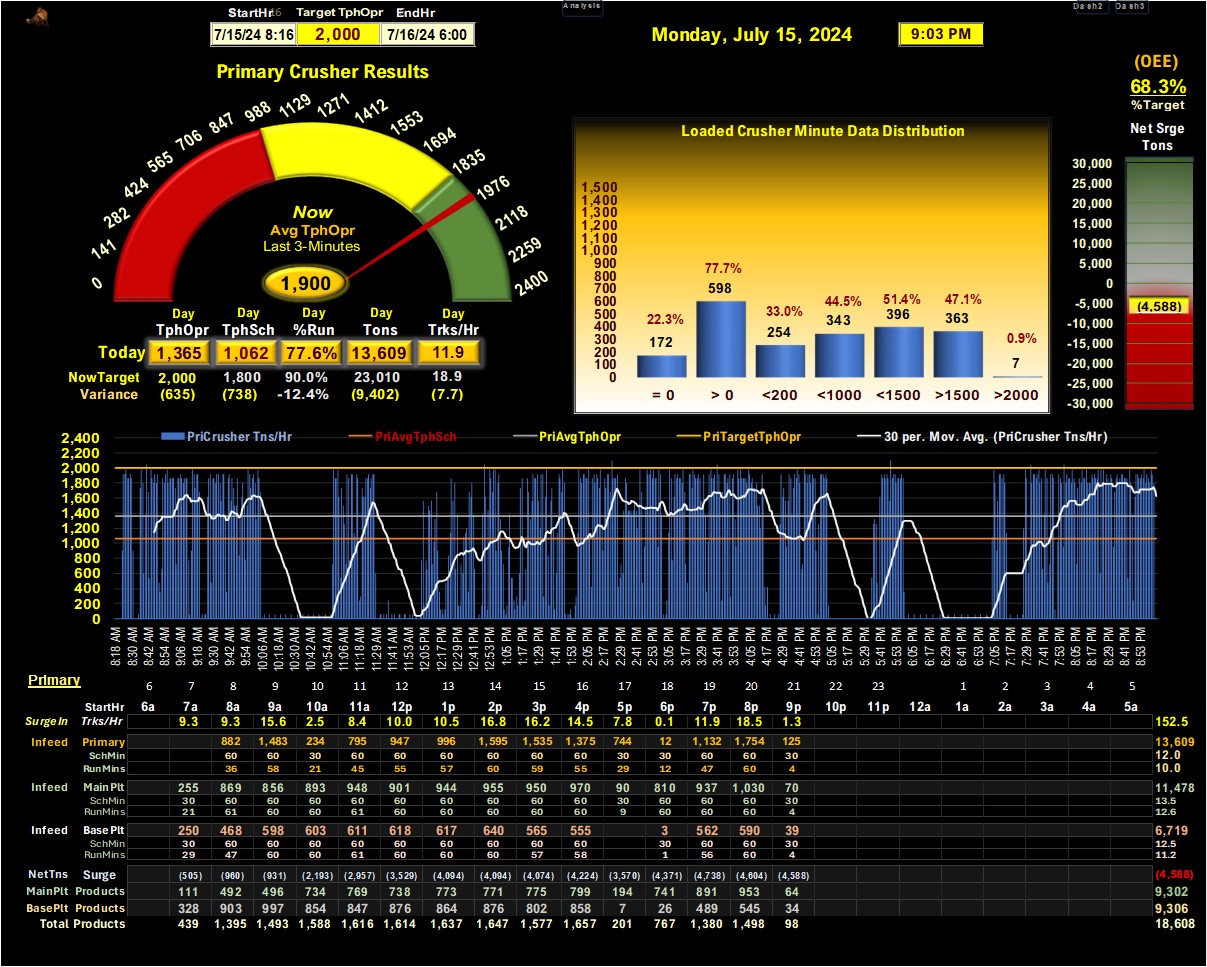 Analysis
Dash2 Dash3
StartHr Target TphOpr EndHr
7/15/24 8:16 2,000 7/16/24 6:00
Monday, July 15, 2024
9:03 PM
(OEE)
68.3%
%Target
Primary Crusher Results
0 141 282 424 565 706 847 988 1129 1271 1412 1553 1694 1835 1976 2118 2259 2400
Now
Avg TphOpr
Last 3-Minutes
1,900
Day Day Day Day Day
TphOpr TphSch %Run Tons Trks/Hr
Today 1,365 1,062 77.6% 13,609 11.9
NowTarget 2,000 1,800 90.0% 23,010 18.9
Variance (635) (738) -12.4% (9,402) (7.7)
Loaded Crusher Minute Data Distribution
1,500
1,400
1,300
1,200
1,100
1,000
900
800
700
600
500
400
300
200
100
0
22.3% 77.7% 33.0% 44.5% 51.4% 47.1% 0.9%
172 598 254 343 396 363 7
= 0 > 0 <200 <1000 <1500 >1500 >2000
Net Srge
Tons
30,000
25,000
20,000
15,000
10,000
5,000
0
-5,000
-10,000
-15,000
-20,000
-25,000
-30,000
(4,588)
PriCrusher Tns/Hr PriAvgTphSch PriAvgTphOpr PriTargetTphOpr 30 per. Mov. Avg. (PriCrusher Tns/Hr)
2,400
2,200
2,000
1,800
1,600
1,400
1,200
1,000
800
600
400
200
0
8:18 AM 8:30 AM 8:42 AM 8:54 AM 9:06 AM 9:18 AM 9:30 AM 9:42 AM 9:54 AM 10:06 AM 10:18 AM 10:30 AM 10:42 AM 10:54 AM 11:06 AM 11:18 AM 11:29 AM 11:41 AM 11:53 AM 12:05 PM 12:17 PM 12:29 PM 12:41 PM 12:53 PM 1:05 PM 1:17 PM 1:29 PM 1:41 PM 1:53 PM 2:05 PM 2:17 PM 2:29 PM 2:41 PM 2:53 PM 3:05 PM 3:17 PM 3:29 PM 3:41 PM 3:53 PM 4:05 PM 4:17 PM 4:29 PM 4:41 PM 4:53 PM 5:05 PM 5:17 PM 5:29 PM 5:41 PM 5:53 PM 6:05 PM 6:17 PM 6:29 PM 6:41 PM 6:53 PM 7:05 PM 7:17 PM 7:29 PM 7:41 PM 7:53 PM 8:05 PM 8:17 PM 8:29 PM 8:41 PM 8:53 PM
Primary
6 7 8 9 10 11 12 13 14 15 16 17 18 19 20 21 22 23 1 2 3 4 5
StartHr 6a 7a 8a 9a 10a 11a 12p 1p 2p 3p 4p 5p 6p 7p 8p 9p 10p 11p 12a 1a 2a 3a 4a 5a
SurgeIn Trks/Hr 9.3 9.3 15.6 2.5 8.4 10.0 10.5 16.8 16.2 14.5 7.8 0.1 11.9 18.5 1.3 152.5
Infeed Primary 882 1,483 234 795 947 996 1,595 1,535 1,375 744 12 1,132 1,754 125 13,609
SchMin 60 60 30 60 60 60 60 60 60 60 60 60 60 30 12.0
RunMins 36 58 21 45 55 57 60 59 55 29 12 47 60 4 10.0
Infeed MainPlt 255 869 856 893 948 901 944 955 950 970 90 810 937 1,030 70 11,478
SchMin 30 60 60 60 60 60 60 60 60 60 30 60 60 60 30 13.5
RunMins 21 61 60 60 61 60 60 60 60 60 9 60 60 60 4 12.6
Infeed BasePlt 250 468 598 603 611 618 617 640 565 555 3 562 590 39 6,719
SchMin 30 60 60 60 60 60 60 60 60 60 30 60 60 30 12.5
RunMins 29 47 60 60 61 60 60 60 57 58 1 56 60 4 11.2
NetTns Surge (505) (960) (931) (2,193) (2,957) (3,529) (4,094) (4,094) (4,074) (4,224) (3,570) (4,371) (4,738) (4,604) (4,588) (4,588)
MainPlt Products 111 492 496 734 769 738 773 771 775 799 194 741 891 953 64 9,302
BasePlt Products 328 903 997 854 847 876 864 876 802 858 7 26 489 545 34 9,306
Total Products 439 1,395 1,493 1,588 1,616 1,614 1,637 1,647 1,577 1,657 201 767 1,380 1,498 98 18,608